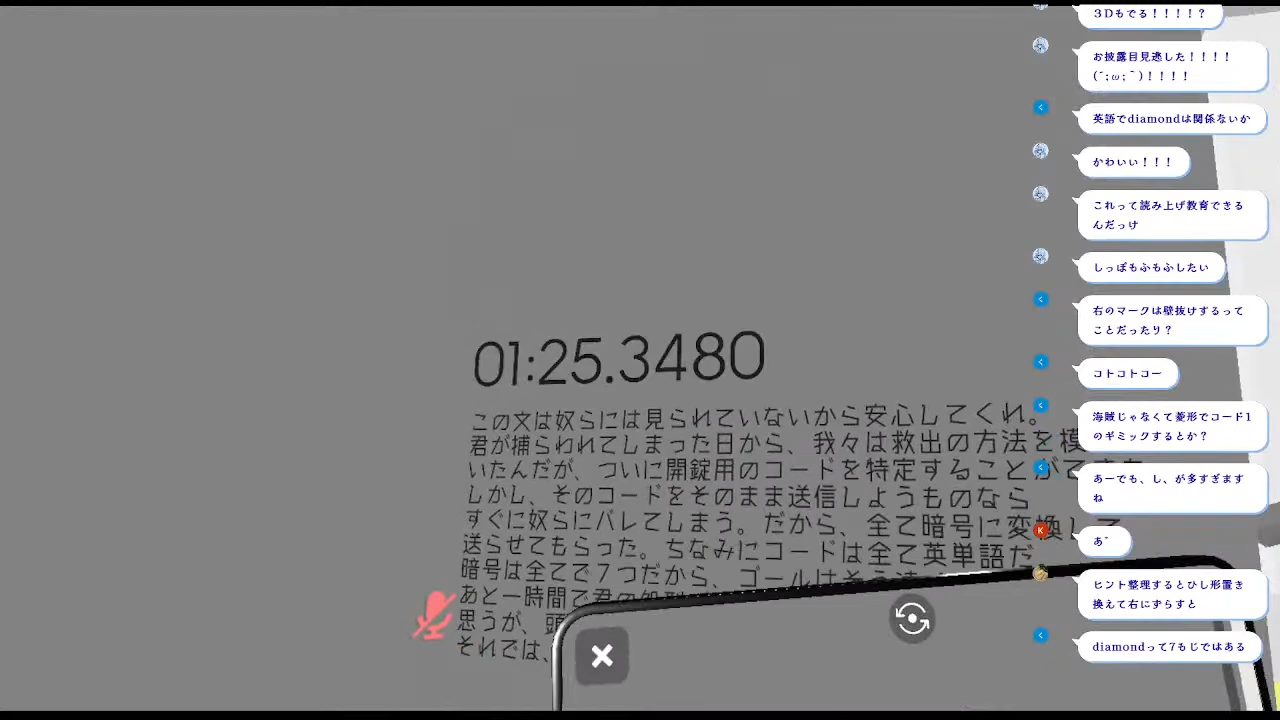 01:25.3480
この文は奴らには見られていないから安心してくれ。
君が捕らわれてしまった日から、我々は救出の方法を模
いたんだが、ついに開錠用のコードを特定することができた
しかし、そのコードをそのまま送信しようものなら
すぐに奴らにバレてしまう。だから、全て暗号に変換して
送らせてもらった。ちなみにコードは全て英単語だ
暗号は全てで7つだから、ゴールはそう
あと一時間で君の処刑
思うが、頭
それでは、
3Dもでる！！！！？
お披露目見逃した！！！！
(´;ω;｀)！！！！
英語でdiamondは関係ないか
かわいい！！！
これって読み上げ教育できる
んだっけ
しっぽもふもふしたい
右のマークは壁抜けするって
ことだったり？
コトコトコー
海賊じゃなくて菱形でコード1
のギミックするとか？
あーでも、し、が多すぎます
ね
K
あ゛
ヒント整理するとひし形置き
換えて右にずらすと
diamondって7もじではある